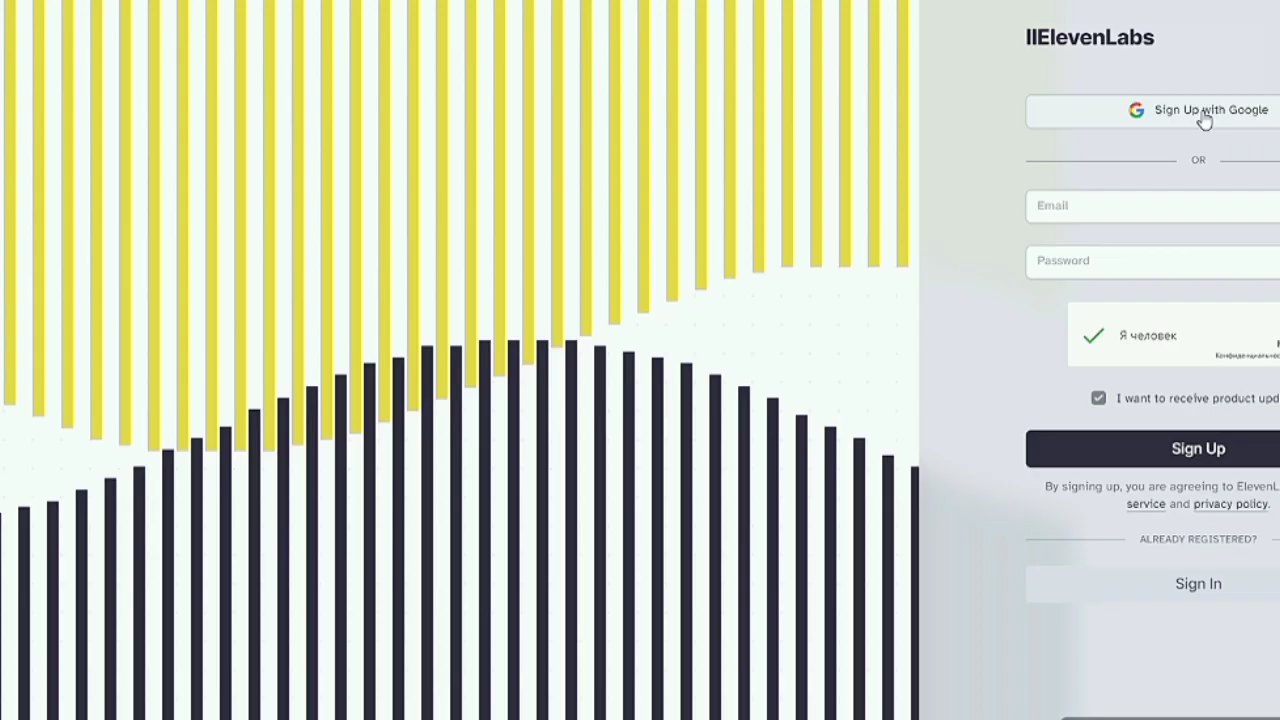 IIElevenLabs
Sign Up with Google
OR
Email
Password
Я человек
I want to receive product upd
Sign Up
By signing up, you are agreeing to ElevenL
service and privacy policy.
ALREADY REGISTERED?
Sign In